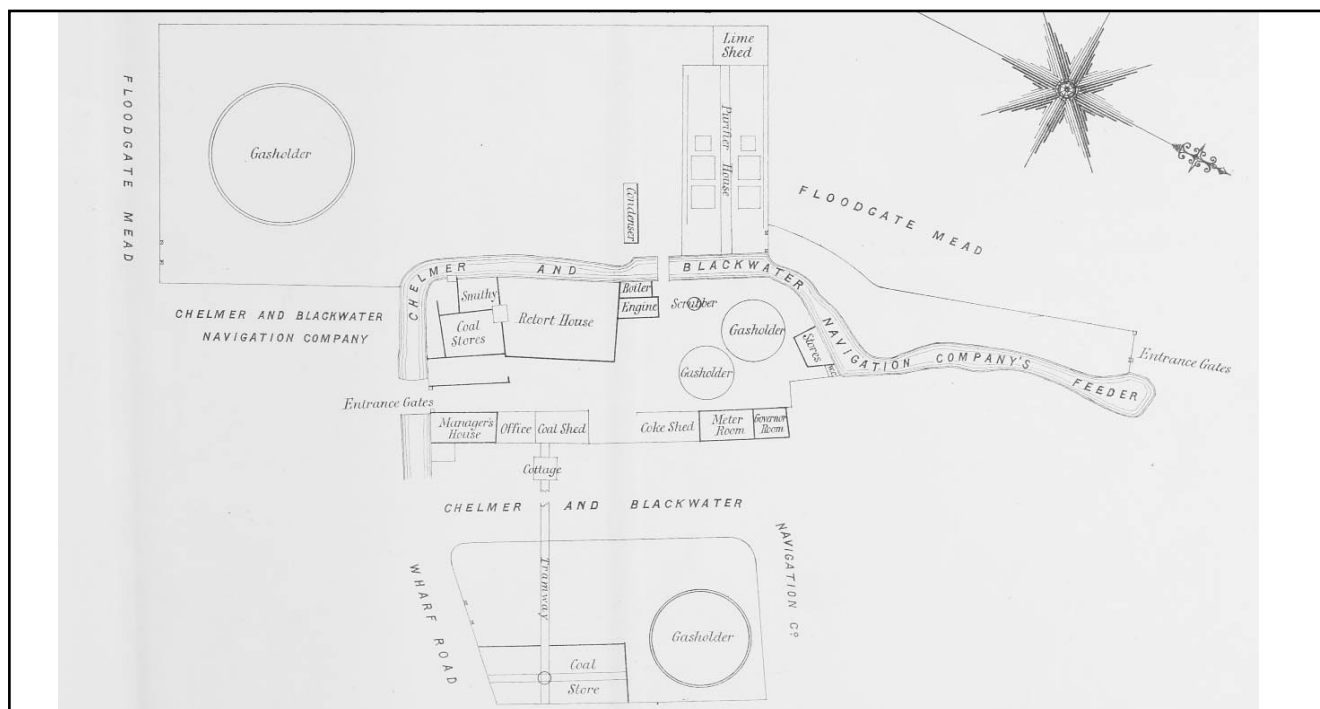 Lime
Shed
FLOODGATE MEAD
Gasholder
Purifier House
Condenser
FLOODGATE MEAD
CHELMER AND BLACKWATER NAVIGATION COMPANY'S FEEDER
CHELMER AND BLACKWATER
NAVIGATION COMPANY
Smithy
Coal
Stores
Retort House
Boiler
Engine
Scrubber
Gasholder
Gasholder
Stores
W.C.
Entrance Gates
Entrance Gates
Manager's
House
Office
Coal Shed
Coke Shed
Meter
Room
Governor
Room
Cottage
CHELMER AND BLACKWATER
NAVIGATION Co.
Tramway
WHARF ROAD
Gasholder
Coal
Store